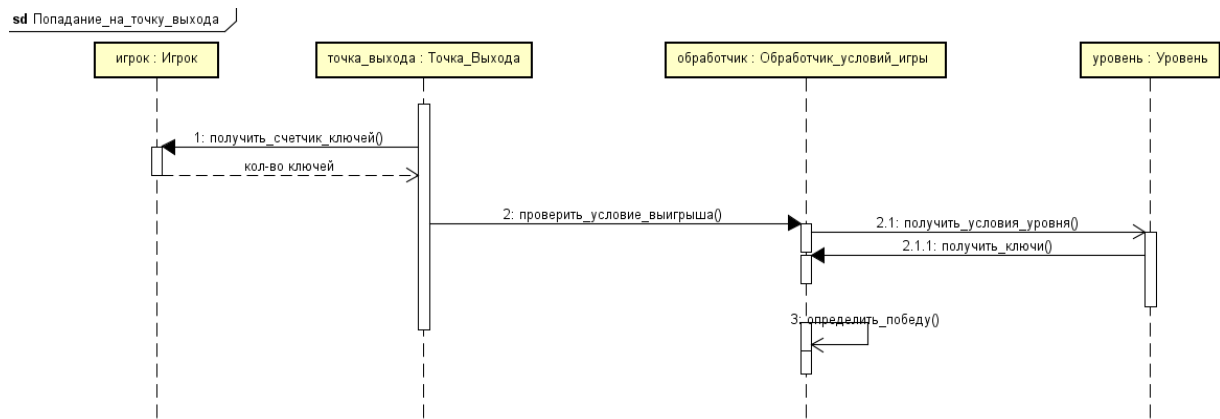 sd Попадание_на_точку_выхода
игрок : Игрок
точка_выхода : Точка_Выхода
обработчик : Обработчик_условий_игры
уровень : Уровень
1: получить_счетчик_ключей()
кол-во ключей
2: проверить_условие_выигрыша()
2.1: получить_условия_уровня()
2.1.1: получить_ключи()
3: определить_победу()